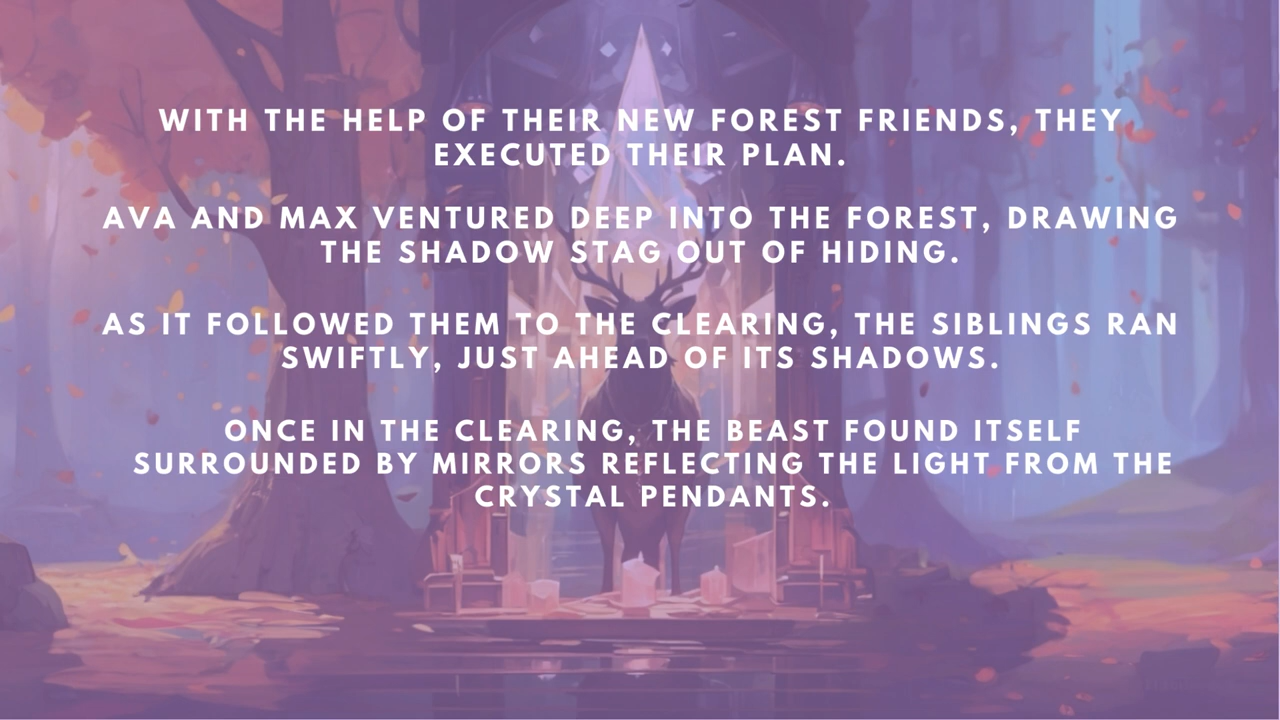 WITH THE HELP OF THEIR NEW FOREST FRIENDS, THEY
EXECUTED THEIR PLAN.
AVA AND MAX VENTURED DEEP INTO THE FOREST, DRAWING
THE SHADOW STAG OUT OF HIDING.
AS IT FOLLOWED THEM TO THE CLEARING, THE SIBLINGS RAN
SWIFTLY, JUST AHEAD OF ITS SHADOWS.
ONCE IN THE CLEARING, THE BEAST FOUND ITSELF
SURROUNDED BY MIRRORS REFLECTING THE LIGHT FROM THE
CRYSTAL PENDANTS.